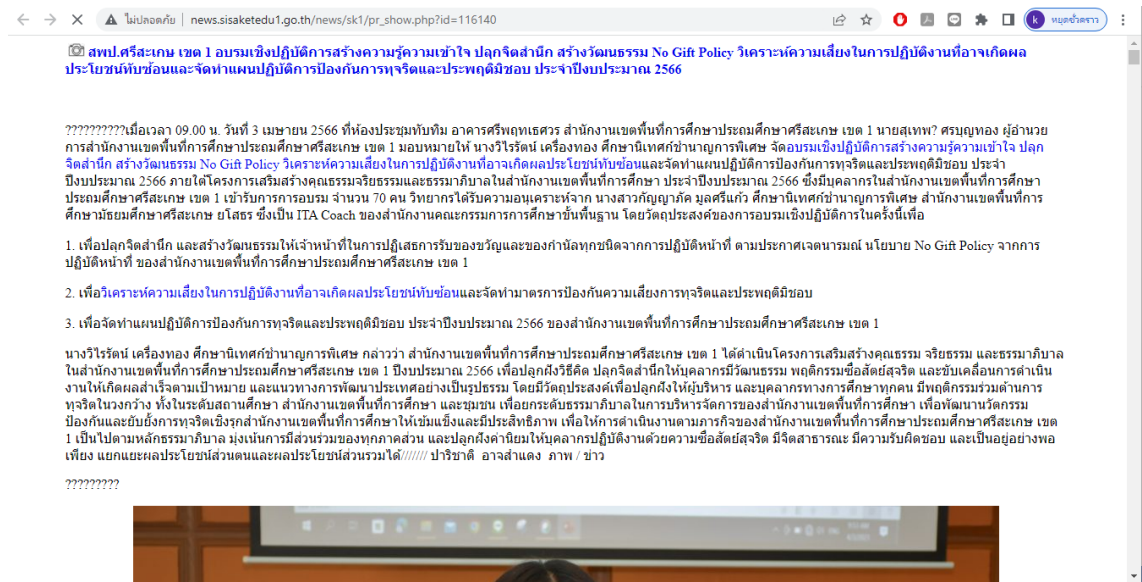 ไม่ปลอดภัย | news.sisaketedu1.go.th/news/sk1/pr_show.php?id=116140
k หยุดชั่วคราว
สพป.ศรีสะเกษ เขต 1 อบรมเชิงปฏิบัติการสร้างความรู้ความเข้าใจ ปลุกจิตสำนึก สร้างวัฒนธรรม No Gift Policy วิเคราะห์ความเสี่ยงในการปฏิบัติงานที่อาจเกิดผล
ประโยชน์ทับซ้อนและจัดทำแผนปฏิบัติการป้องกันการทุจริตและประพฤติมิชอบ ประจำปีงบประมาณ 2566
??????????เมื่อเวลา 09.00 น. วันที่ 3 เมษายน 2566 ที่ห้องประชุมทับทิม อาคารศรีพฤทเธศวร สำนักงานเขตพื้นที่การศึกษาประถมศึกษาศรีสะเกษ เขต 1 นายสุเทพ? ศรบุญทอง ผู้อำนวย
การสำนักงานเขตพื้นที่การศึกษาประถมศึกษาศรีสะเกษ เขต 1 มอบหมายให้ นางวิไรรัตน์ เครื่องทอง ศึกษานิเทศก์ชำนาญการพิเศษ จัดอบรมเชิงปฏิบัติการสร้างความรู้ความเข้าใจ ปลุก
จิตสำนึก สร้างวัฒนธรรม No Gift Policy วิเคราะห์ความเสี่ยงในการปฏิบัติงานที่อาจเกิดผลประโยชน์ทับซ้อนและจัดทำแผนปฏิบัติการป้องกันการทุจริตและประพฤติมิชอบ ประจำ
ปีงบประมาณ 2566 ภายใต้โครงการเสริมสร้างคุณธรรมจริยธรรมและธรรมาภิบาลในสำนักงานเขตพื้นที่การศึกษา ประจำปีงบประมาณ 2566 ซึ่งมีบุคลากรในสำนักงานเขตพื้นที่การศึกษา
ประถมศึกษาศรีสะเกษ เขต 1 เข้ารับการการอบรม จำนวน 70 คน วิทยากรได้รับความอนุเคราะห์จาก นางสาวกัญญาภัค มูลศรีแก้ว ศึกษานิเทศก์ชำนาญการพิเศษ สำนักงานเขตพื้นที่การ
ศึกษามัธยมศึกษาศรีสะเกษ ยโสธร ซึ่งเป็น ITA Coach ของสำนักงานคณะกรรมการการศึกษาขั้นพื้นฐาน โดยวัตถุประสงค์ของการอบรมเชิงปฏิบัติการในครั้งนี้เพื่อ
1. เพื่อปลุกจิตสำนึก และสร้างวัฒนธรรมให้เจ้าหน้าที่ในการปฏิเสธการรับของขวัญและของกำนัลทุกชนิดจากการปฏิบัติหน้าที่ ตามประกาศเจตนารมณ์ นโยบาย No Gift Policy จากการ
ปฏิบัติหน้าที่ ของสำนักงานเขตพื้นที่การศึกษาประถมศึกษาศรีสะเกษ เขต 1
2. เพื่อวิเคราะห์ความเสี่ยงในการปฏิบัติงานที่อาจเกิดผลประโยชน์ทับซ้อนและจัดทำมาตรการป้องกันความเสี่ยงการทุจริตและประพฤติมิชอบ
3. เพื่อจัดทำแผนปฏิบัติการป้องกันการทุจริตและประพฤติมิชอบ ประจำปีงบประมาณ 2566 ของสำนักงานเขตพื้นที่การศึกษาประถมศึกษาศรีสะเกษ เขต 1
นางวิไรรัตน์ เครื่องทอง ศึกษานิเทศก์ชำนาญการพิเศษ กล่าวว่า สำนักงานเขตพื้นที่การศึกษาประถมศึกษาศรีสะเกษ เขต 1 ได้ดำเนินโครงการเสริมสร้างคุณธรรม จริยธรรม และธรรมาภิบาล
ในสำนักงานเขตพื้นที่การศึกษาประถมศึกษาศรีสะเกษ เขต 1 ปีงบประมาณ 2566 เพื่อปลูกฝังวิธีคิด ปลุกจิตสำนึกให้บุคลากรมีวัฒนธรรม พฤติกรรมซื่อสัตย์สุจริต และขับเคลื่อนการดำเนิน
งานให้เกิดผลสำเร็จตามเป้าหมาย และแนวทางการพัฒนาประเทศอย่างเป็นรูปธรรม โดยมีวัตถุประสงค์เพื่อปลูกฝังให้ผู้บริหาร และบุคลากรทางการศึกษาทุกคน มีพฤติกรรมร่วมต้านการ
ทุจริตในวงกว้าง ทั้งในระดับสถานศึกษา สำนักงานเขตพื้นที่การศึกษา และชุมชน เพื่อยกระดับธรรมาภิบาลในการบริหารจัดการของสำนักงานเขตพื้นที่การศึกษา เพื่อพัฒนานวัตกรรม
ป้องกันและยับยั้งการทุจริตเชิงรุกสำนักงานเขตพื้นที่การศึกษาให้เข้มแข็งและมีประสิทธิภาพ เพื่อให้การดำเนินงานตามภารกิจของสำนักงานเขตพื้นที่การศึกษาประถมศึกษาศรีสะเกษ เขต
1 เป็นไปตามหลักธรรมาภิบาล มุ่งเน้นการมีส่วนร่วมของทุกภาคส่วน และปลูกฝังค่านิยมให้บุคลากรปฏิบัติงานด้วยความซื่อสัตย์สุจริต มีจิตสาธารณะ มีความรับผิดชอบ และเป็นอยู่อย่างพอ
เพียง แยกแยะผลประโยชน์ส่วนตนและผลประโยชน์ส่วนรวมได้/////// ปาริชาติ อาจสำแดง ภาพ / ข่าว
?????????